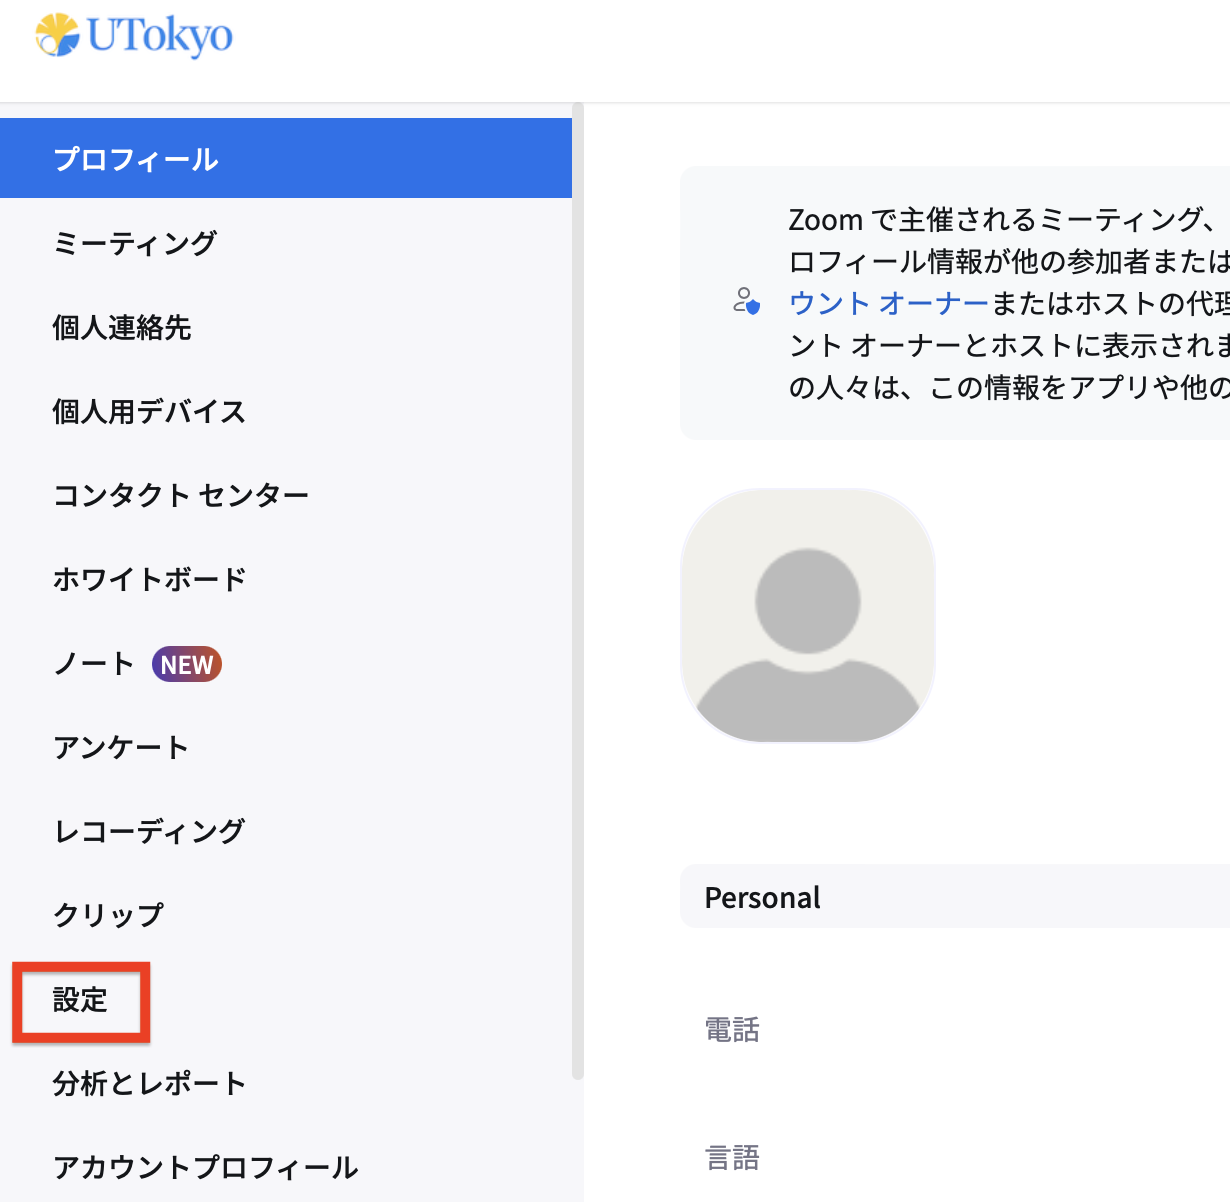 UTokyo
プロフィール
ミーティング
個人連絡先
個人用デバイス
コンタクト センター
ホワイトボード
ノート NEW
アンケート
レコーディング
クリップ
設定
分析とレポート
アカウントプロフィール
Zoom で主催されるミーティング、
ロフィール情報が他の参加者または
ウント オーナーまたはホストの代理
ント オーナーとホストに表示されま
の人々は、この情報をアプリや他の
Personal
電話
言語